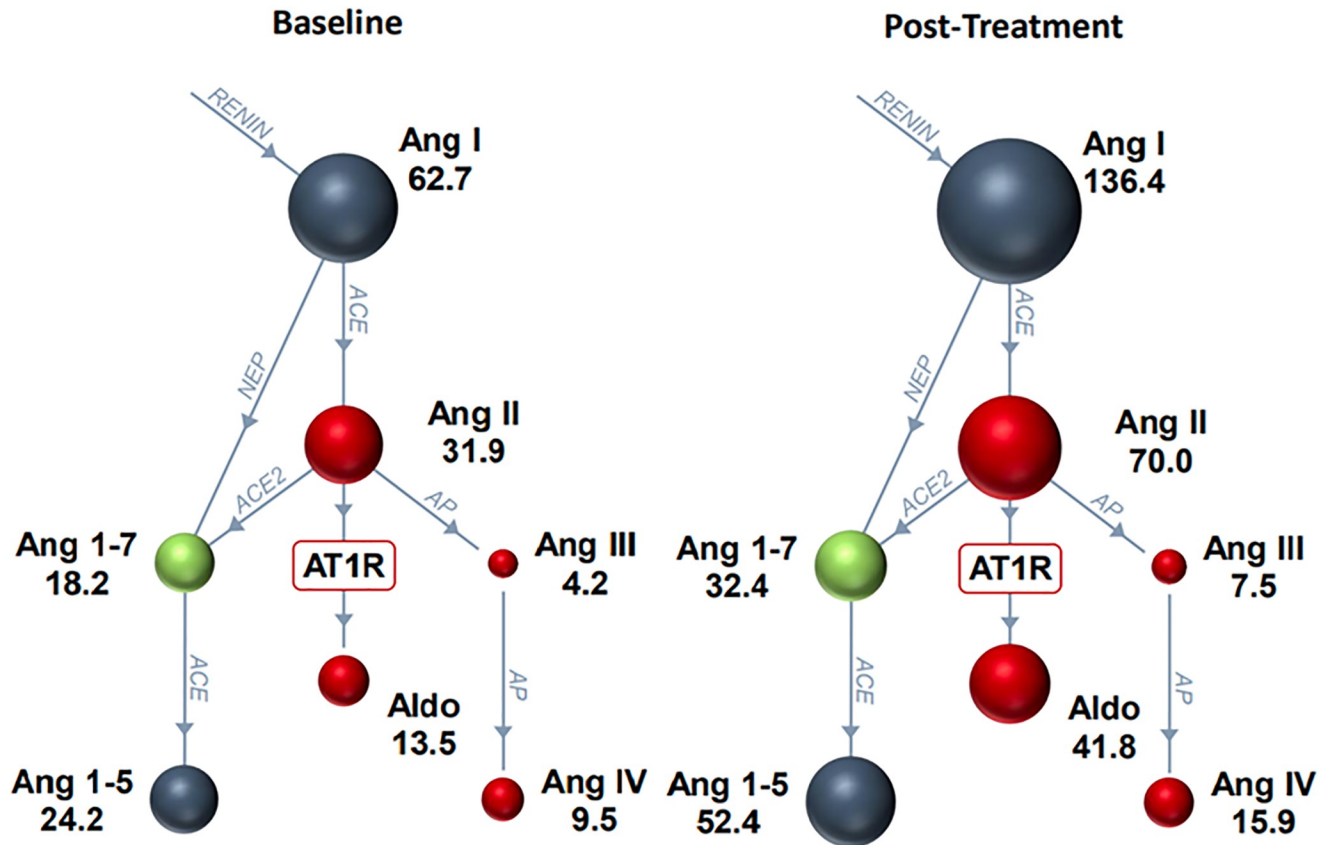 Baseline
RENIN
Ang I
62.7
ACE
NEP
Ang II
31.9
ACE2
AP
Ang 1-7
18.2
AT1R
Ang III
4.2
ACE
AP
Aldo
13.5
Ang 1-5
24.2
Ang IV
9.5
Post-Treatment
RENIN
Ang I
136.4
ACE
NEP
Ang II
70.0
ACE2
AP
Ang 1-7
32.4
AT1R
Ang III
7.5
ACE
AP
Aldo
41.8
Ang 1-5
52.4
Ang IV
15.9